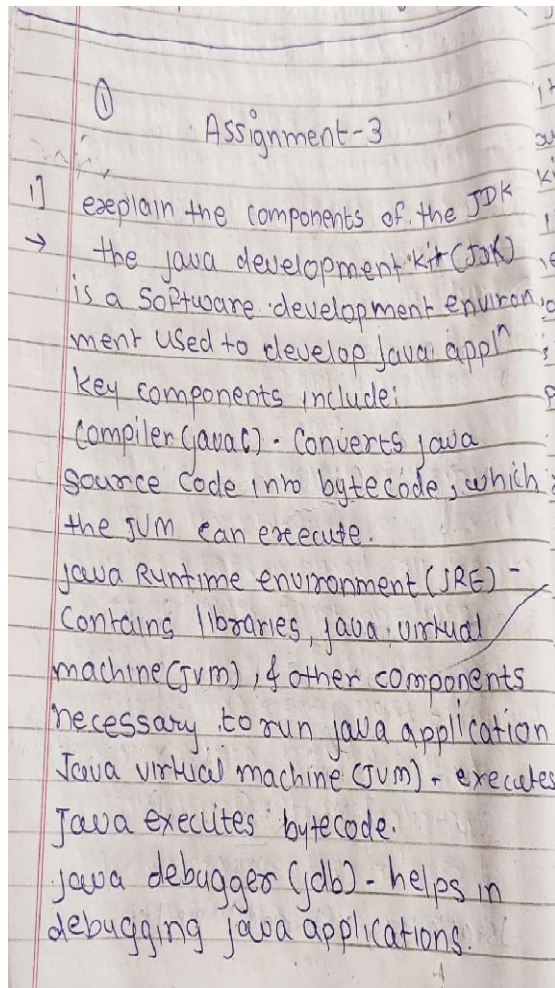 ①
Assignment-3
1] exeplain the components of the JDK
→ the java development kit (JDK)
is a software development environ
ment used to develop java applⁿ
key components include:
Compiler (javac) - Converts java
source code into bytecode, which
the JVM can execute.
java Runtime environment (JRE) -
Contains libraries, java virtual
machine (JVM), & other components
necessary to run java application
Java virtual machine (JVM) - executes
Java executes bytecode.
java debugger (jdb) - helps in
debugging java applications.